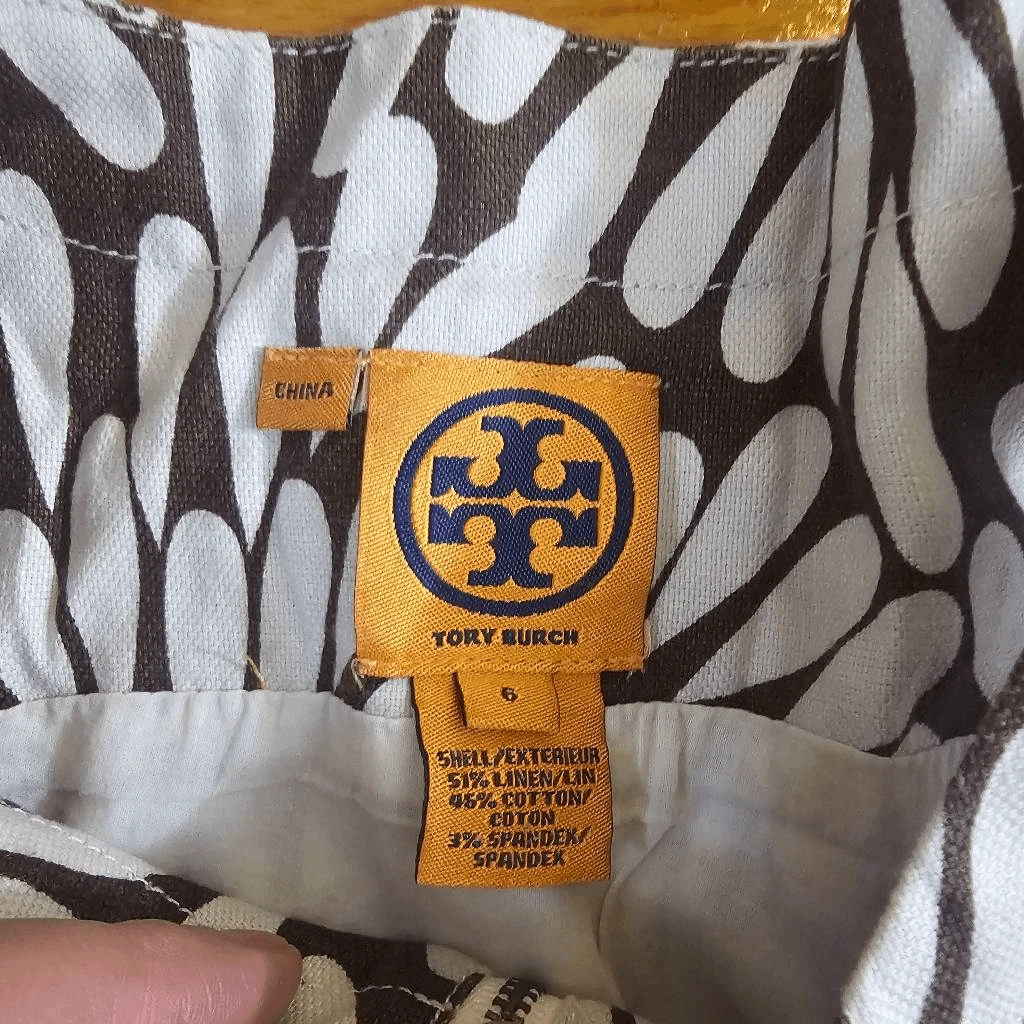 CHINA
TORY BURCH
6
SHELL/EXTERIEUR
51% LINEN/LIN
46% COTTON/
COTON
3% SPANDEX/
SPANDEX